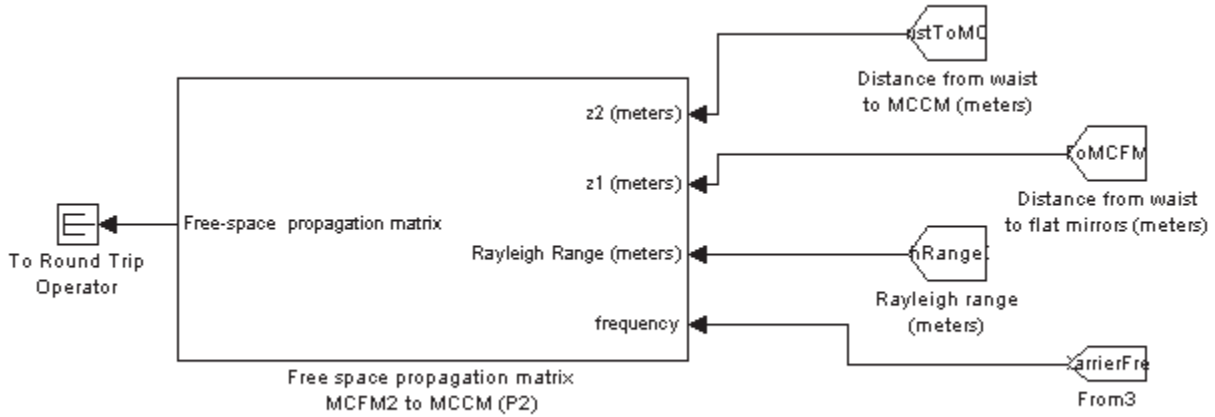 z2 (meters)
Distance from waist
to MCCM (meters)
z1 (meters)
Distance from waist
to flat mirrors (meters)
Free-space propagation matrix
To Round Trip
Operator
Rayleigh Range (meters)
Rayleigh range
(meters)
frequency
From3
Free space propagation matrix
MCFM2 to MCCM (P2)